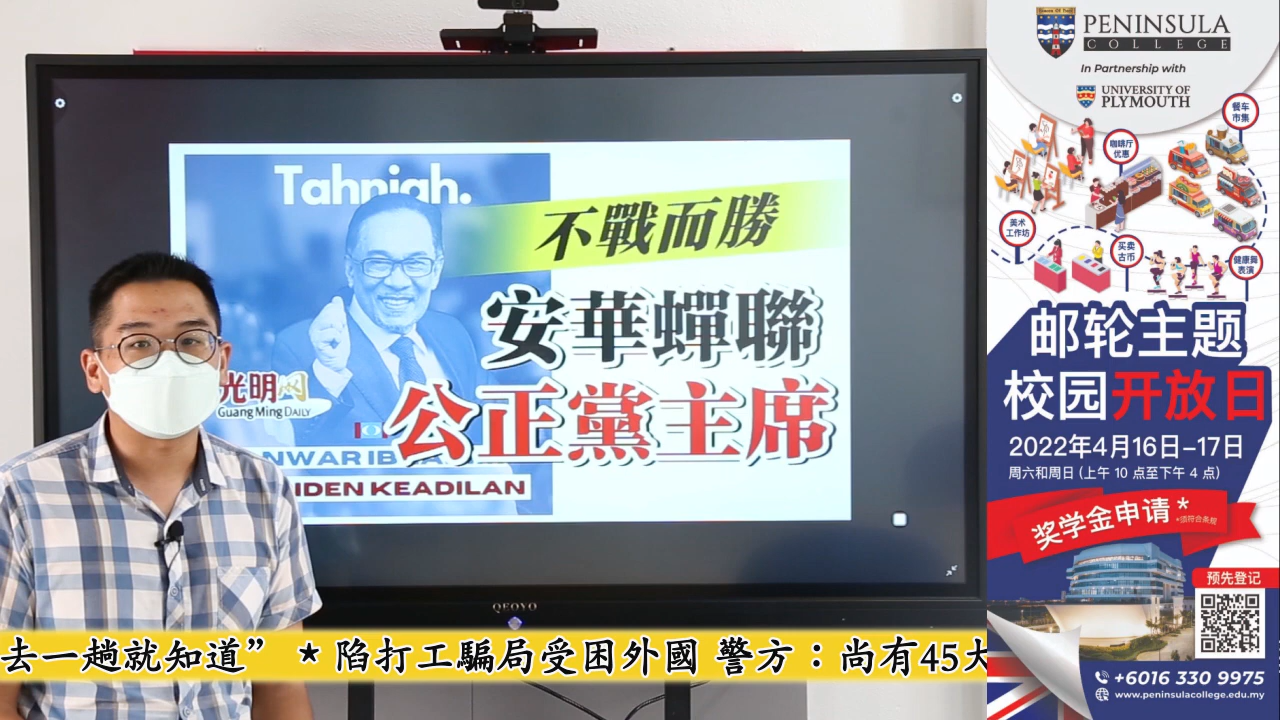 Tahniah.
不戰而勝
安華蟬聯
公正黨主席
光明网
Guang Ming DAILY
NWAR IB
IDEN KEADILAN
QEOYO
去一趟就知道” *陷打工騙局受困外國 警方：尚有45大
PENINSULA
COLLEGE
In Partnership with
UNIVERSITY OF
PLYMOUTH
餐车
市集
咖啡厅
优惠
美术
工作坊
买卖
古币
健康舞
表演
邮轮主题
校园开放日
2022年4月16日-17日
周六和周日 (上午 10 点至下午 4 点)
奖学金申请*
*须符合条规
预先登记
+6016 330 9975
www.peninsulacollege.edu.my